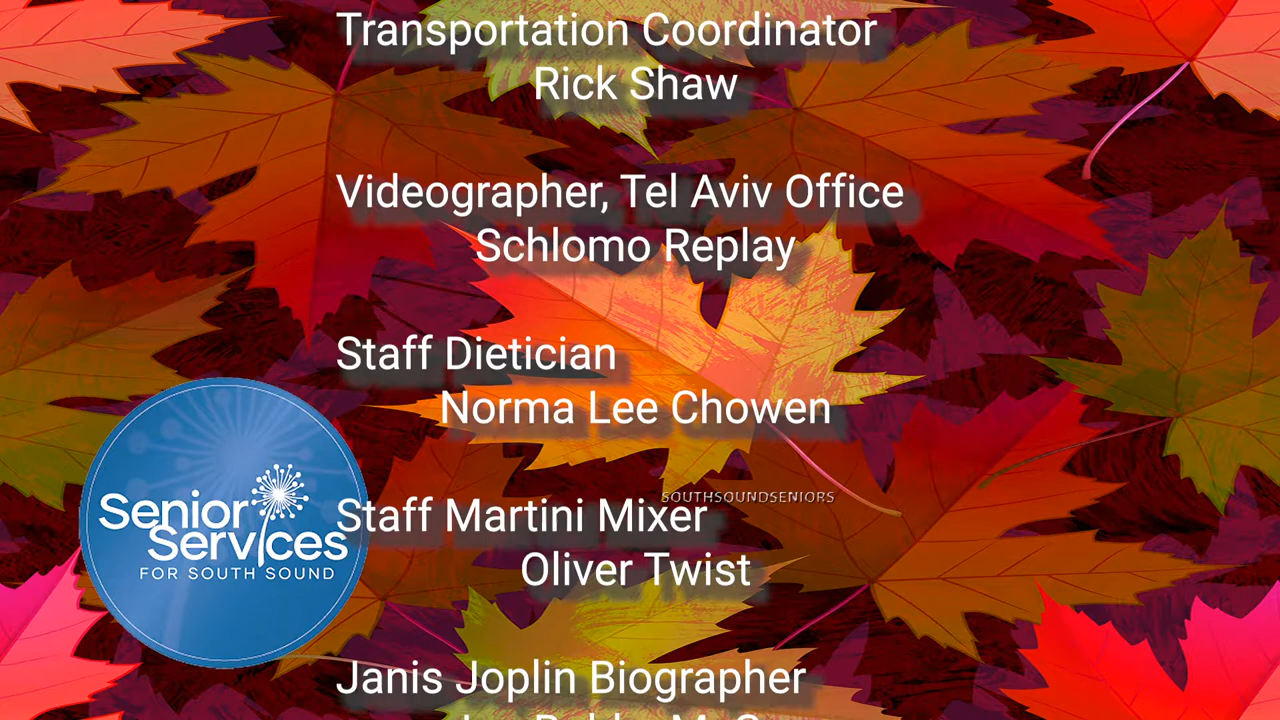 Transportation Coordinator
Rick Shaw
Videographer, Tel Aviv Office
Schlomo Replay
Staff Dietician
Norma Lee Chowen
Staff Martini Mixer
SOUTHSOUNDSENIORS
Oliver Twist
Senior
Services
FOR SOUTH SOUND
Janis Joplin Biographer